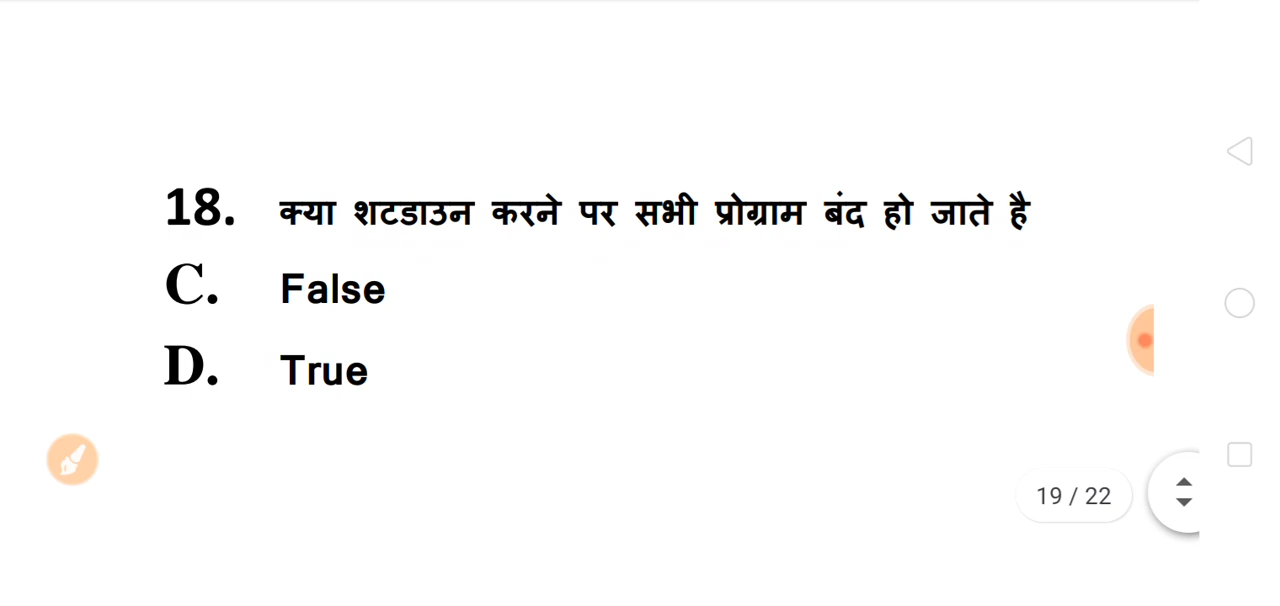 18. क्या शटडाउन करने पर सभी प्रोग्राम बंद हो जाते है
C. False
D. True
19 / 22